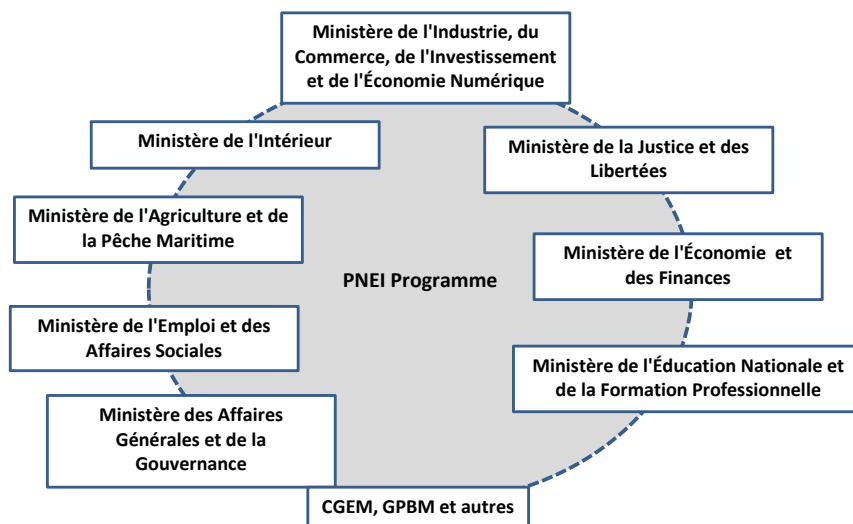 Ministère de l'Industrie, du
Commerce, de l'Investissement
et de l'Économie Numérique
Ministère de l'Intérieur
Ministère de la Justice et des
Libertées
Ministère de l'Agriculture et de
la Pêche Maritime
Ministère de l'Économie et
des Finances
PNEI Programme
Ministère de l'Emploi et des
Affaires Sociales
Ministère de l'Éducation Nationale et
de la Formation Professionnelle
Ministère des Affaires
Générales et de la
Gouvernance
CGEM, GPBM et autres